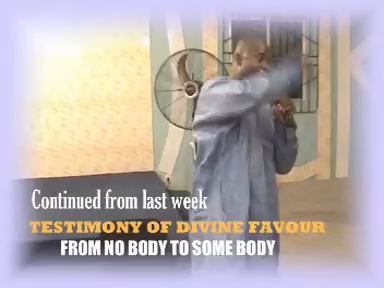 Continued from last week
TESTIMONY OF DIVINE FAVOUR
FROM NO BODY TO SOME BODY